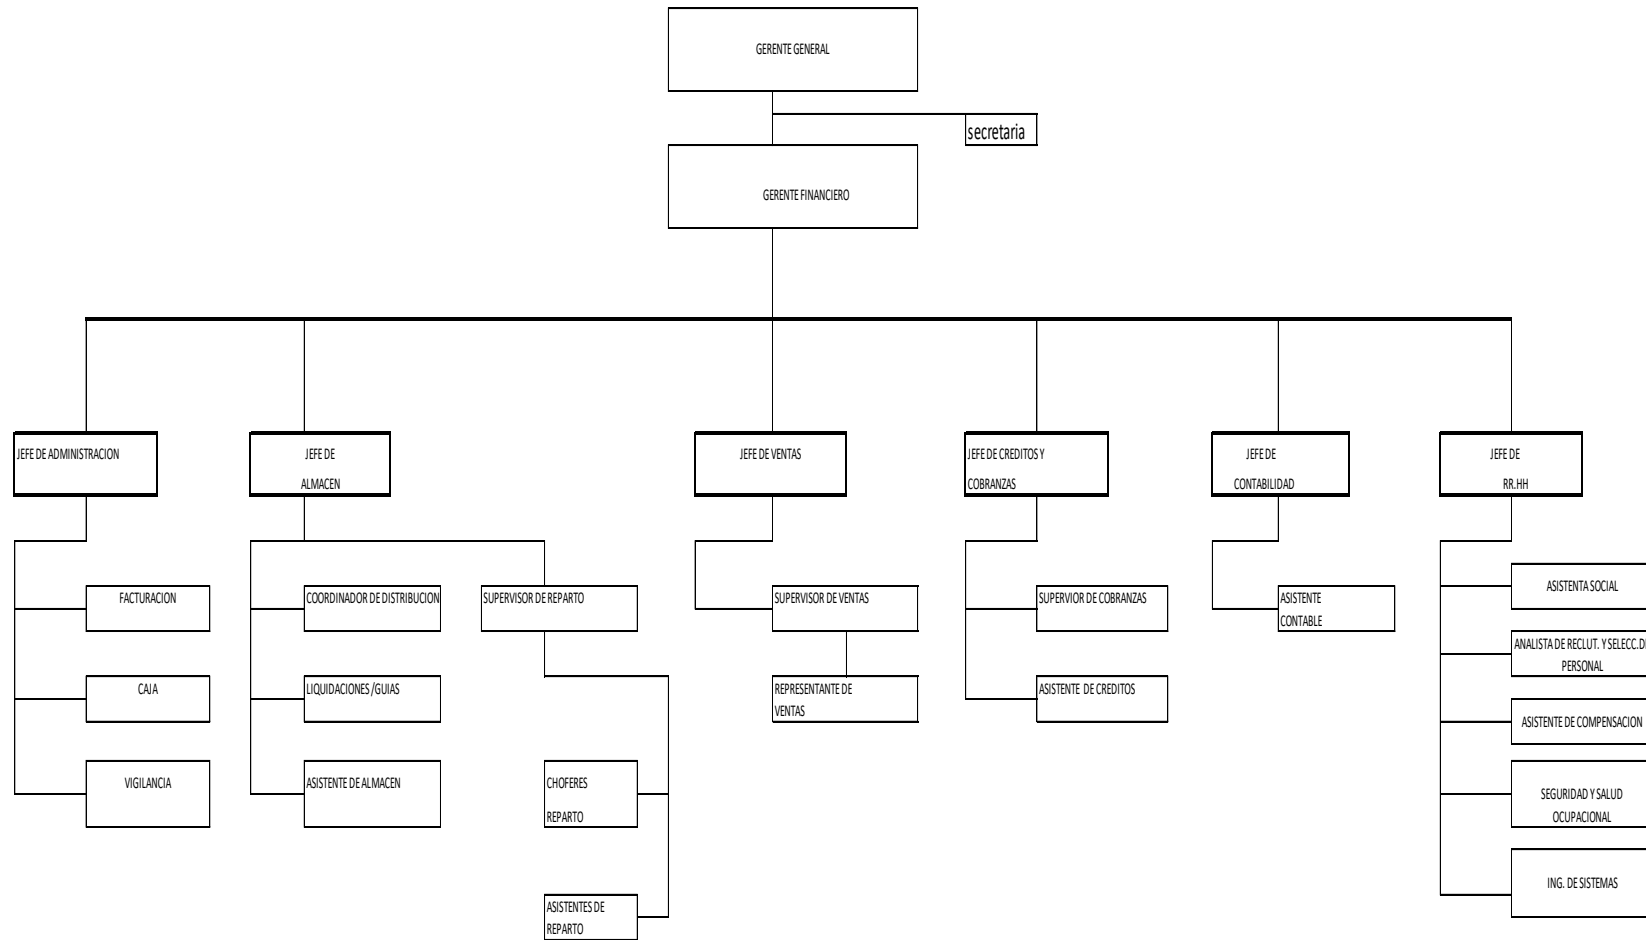 GERENTE GENERAL
secretaria
GERENTE FINANCIERO
JEFE DE ADMINISTRACION
JEFE DE
ALMACEN
JEFE DE VENTAS
JEFE DE CREDITOS Y
COBRANZAS
JEFE DE
CONTABILIDAD
JEFE DE
RR.HH
FACTURACION
CAJA
VIGILANCIA
COORDINADOR DE DISTRIBUCION
LIQUIDACIONES /GUIAS
ASISTENTE DE ALMACEN
SUPERVISOR DE REPARTO
CHOFERES
REPARTO
ASISTENTES DE
REPARTO
SUPERVISOR DE VENTAS
REPRESENTANTE DE
VENTAS
SUPERVIOR DE COBRANZAS
ASISTENTE DE CREDITOS
ASISTENTE
CONTABLE
ASISTENTA SOCIAL
ANALISTA DE RECLUT. Y SELECC.DE
PERSONAL
ASISTENTE DE COMPENSACION
SEGURIDAD Y SALUD
OCUPACIONAL
ING. DE SISTEMAS